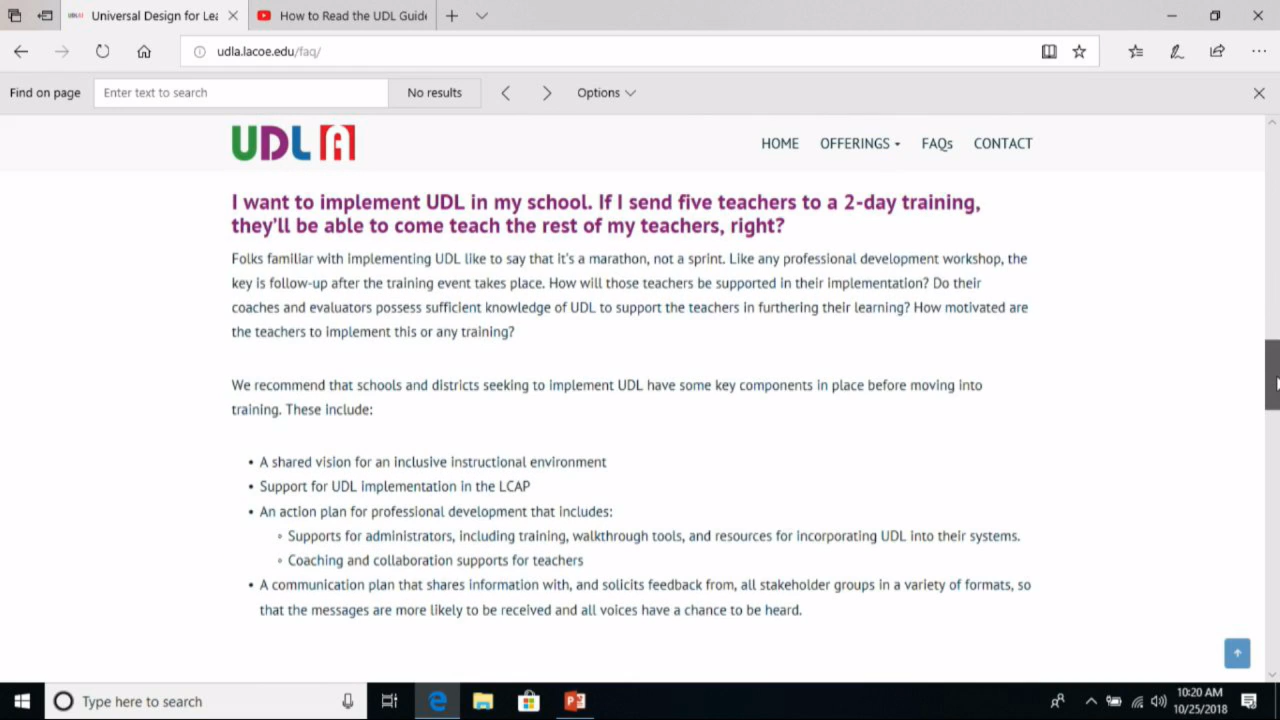 Universal Design for Lea
How to Read the UDL Guide
udla.lacoe.edu/faq/
Find on page
Enter text to search
No results
Options
UDL A
HOME
OFFERINGS
FAQs
CONTACT
I want to implement UDL in my school. If I send five teachers to a 2-day training,
they'll be able to come teach the rest of my teachers, right?
Folks familiar with implementing UDL like to say that it's a marathon, not a sprint. Like any professional development workshop, the
key is follow-up after the training event takes place. How will those teachers be supported in their implementation? Do their
coaches and evaluators possess sufficient knowledge of UDL to support the teachers in furthering their learning? How motivated are
the teachers to implement this or any training?
We recommend that schools and districts seeking to implement UDL have some key components in place before moving into
training. These include:
• A shared vision for an inclusive instructional environment
• Support for UDL implementation in the LCAP
• An action plan for professional development that includes:
◦ Supports for administrators, including training, walkthrough tools, and resources for incorporating UDL into their systems.
◦ Coaching and collaboration supports for teachers
• A communication plan that shares information with, and solicits feedback from, all stakeholder groups in a variety of formats, so
that the messages are more likely to be received and all voices have a chance to be heard.
Type here to search
10:20 AM
10/25/2018